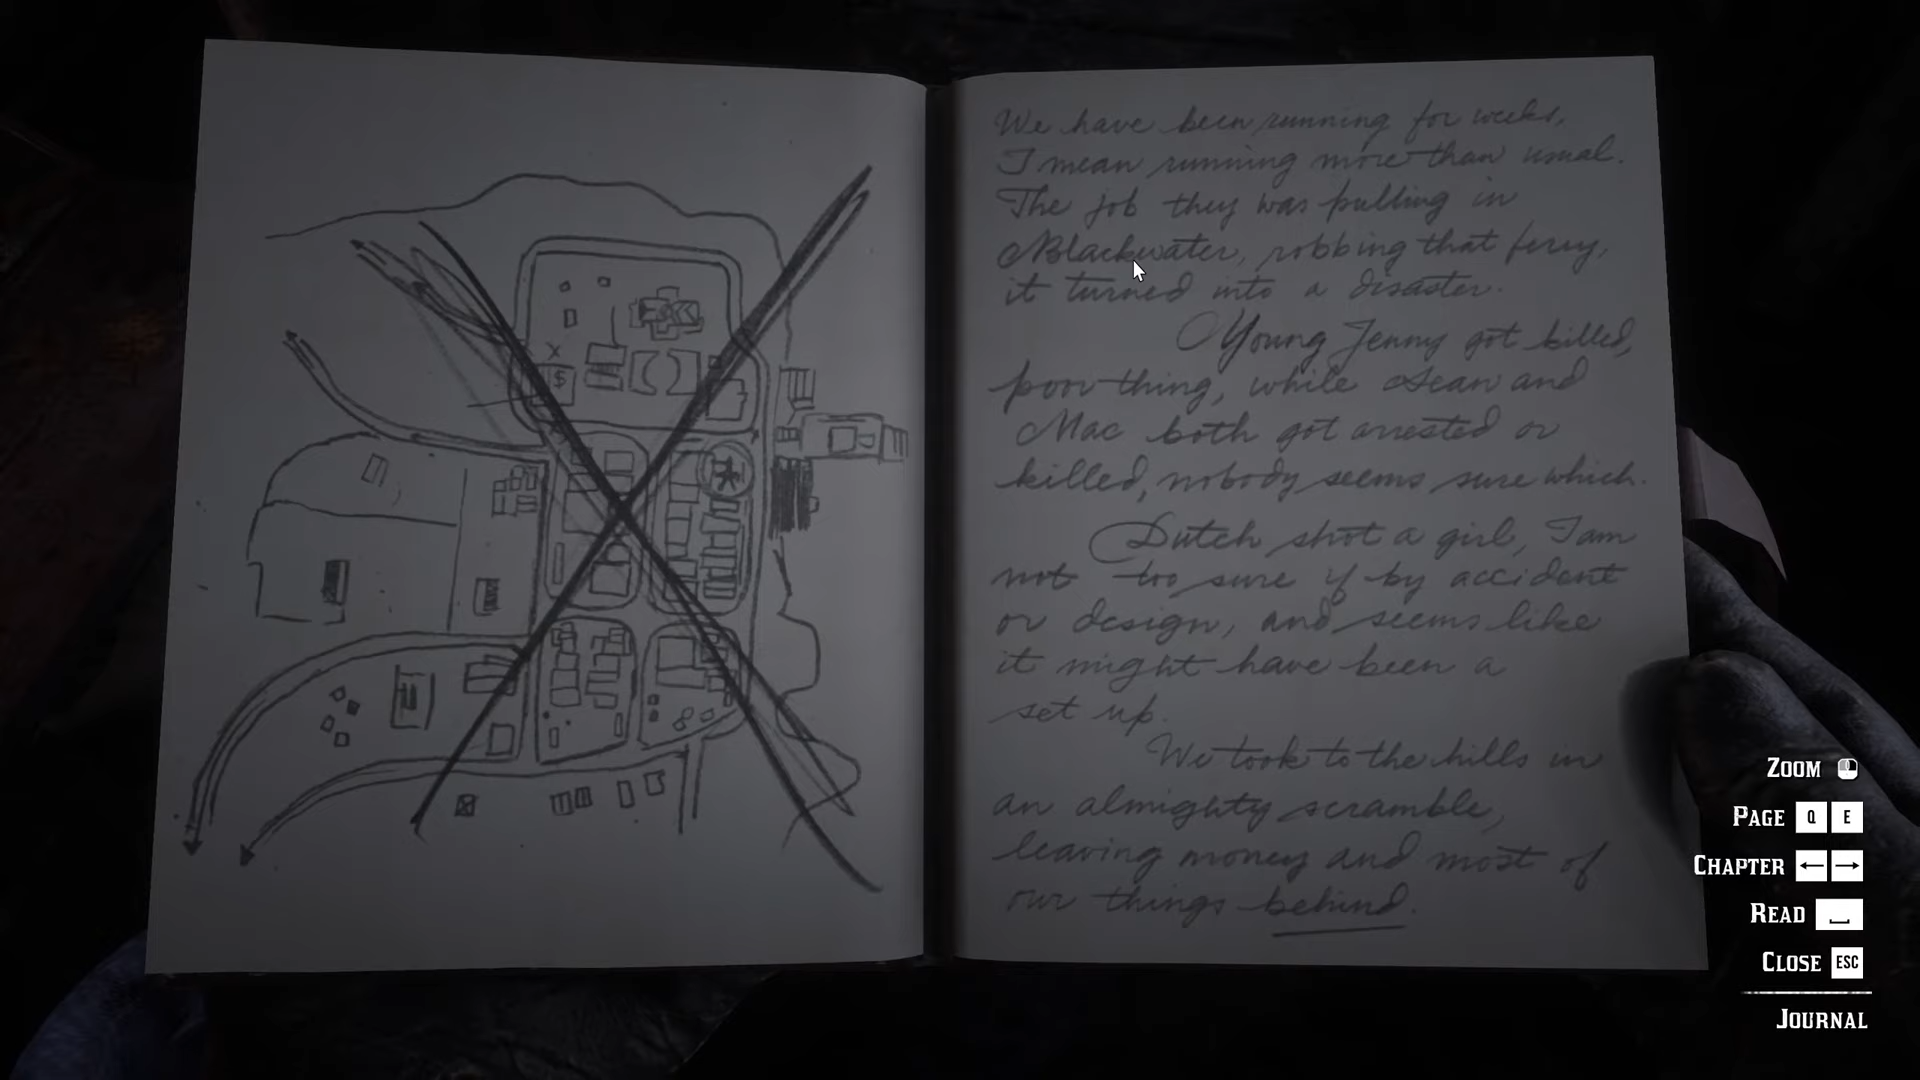 We have been running for weeks,
I mean running more than usual.
The job they was pulling in
Blackwater, robbing that ferry,
it turned into a disaster.
Young Jenny got killed,
poor thing, while Sean and
Mac both got arrested or
killed, nobody seems sure which.
Dutch shot a girl, I am
not too sure if by accident
or design, and seems like
it might have been a
set up.
We took to the hills in
an almighty scramble,
leaving money and most of
our things behind.
$
X
ZOOM
PAGE Q E
CHAPTER ← →
READ
CLOSE ESC
JOURNAL